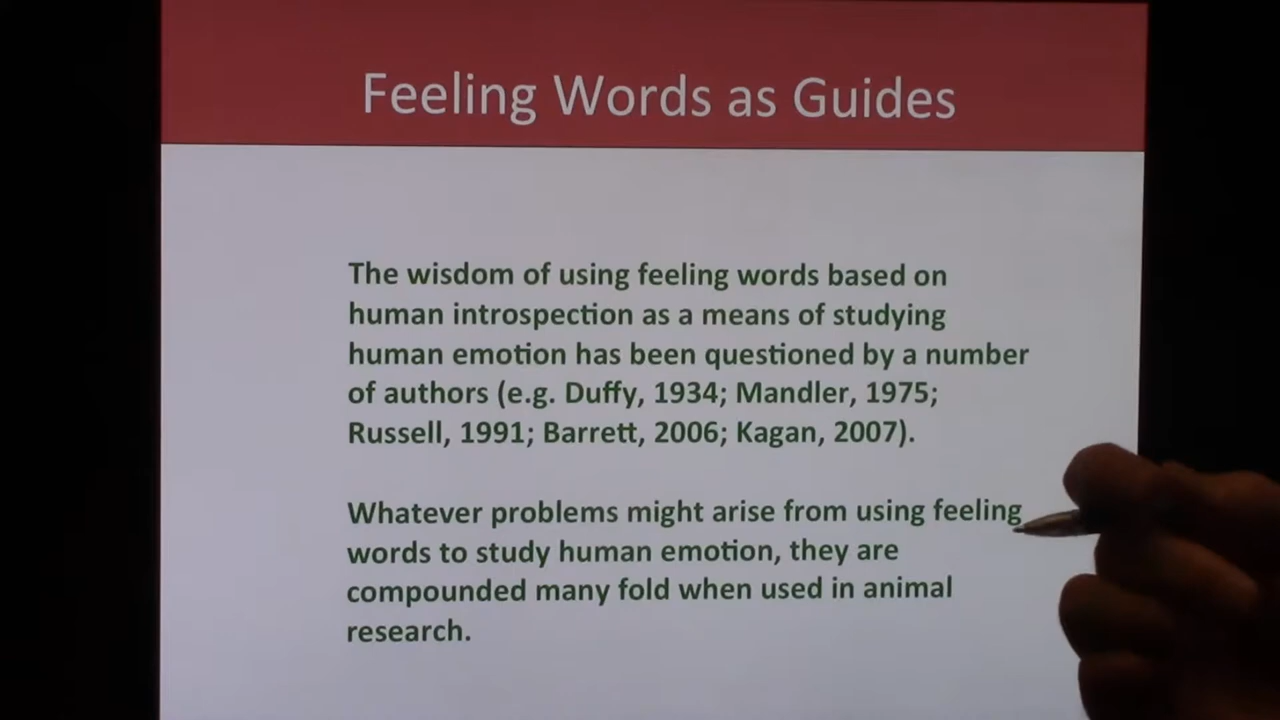 Feeling Words as Guides
The wisdom of using feeling words based on
human introspection as a means of studying
human emotion has been questioned by a number
of authors (e.g. Duffy, 1934; Mandler, 1975;
Russell, 1991; Barrett, 2006; Kagan, 2007).
Whatever problems might arise from using feeling
words to study human emotion, they are
compounded many fold when used in animal
research.